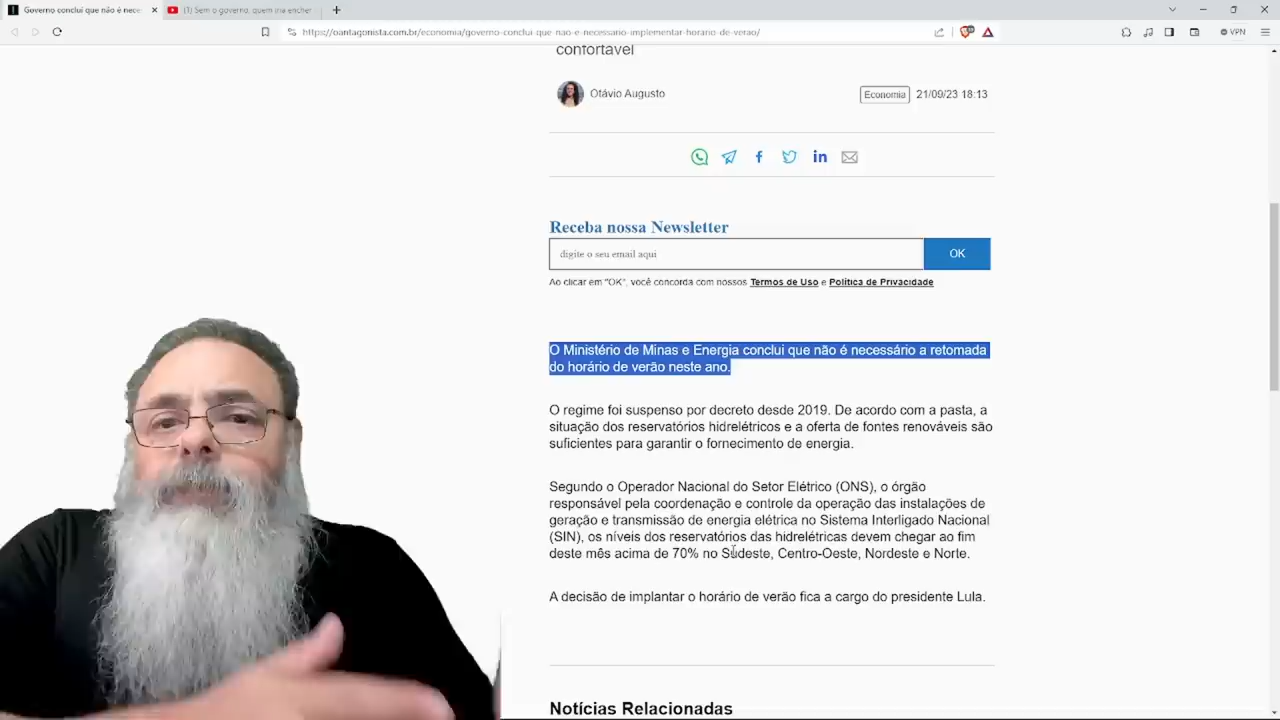 Governo conclui que não é neces
(1) Sem o governo, quem iria encher
https://oantagonista.com.br/economia/governo-conclui-que-nao-e-necessario-implementar-horario-de-verao/
VPN
confortável
Otávio Augusto
Economia
21/09/23 18:13
Receba nossa Newsletter
digite o seu email aqui
OK
Ao clicar em "OK", você concorda com nossos Termos de Uso e Política de Privacidade
O Ministério de Minas e Energia conclui que não é necessário a retomada
do horário de verão neste ano.
O regime foi suspenso por decreto desde 2019. De acordo com a pasta, a
situação dos reservatórios hidrelétricos e a oferta de fontes renováveis são
suficientes para garantir o fornecimento de energia.
Segundo o Operador Nacional do Setor Elétrico (ONS), o órgão
responsável pela coordenação e controle da operação das instalações de
geração e transmissão de energia elétrica no Sistema Interligado Nacional
(SIN), os níveis dos reservatórios das hidrelétricas devem chegar ao fim
deste mês acima de 70% no Sudeste, Centro-Oeste, Nordeste e Norte.
A decisão de implantar o horário de verão fica a cargo do presidente Lula.
Notícias Relacionadas